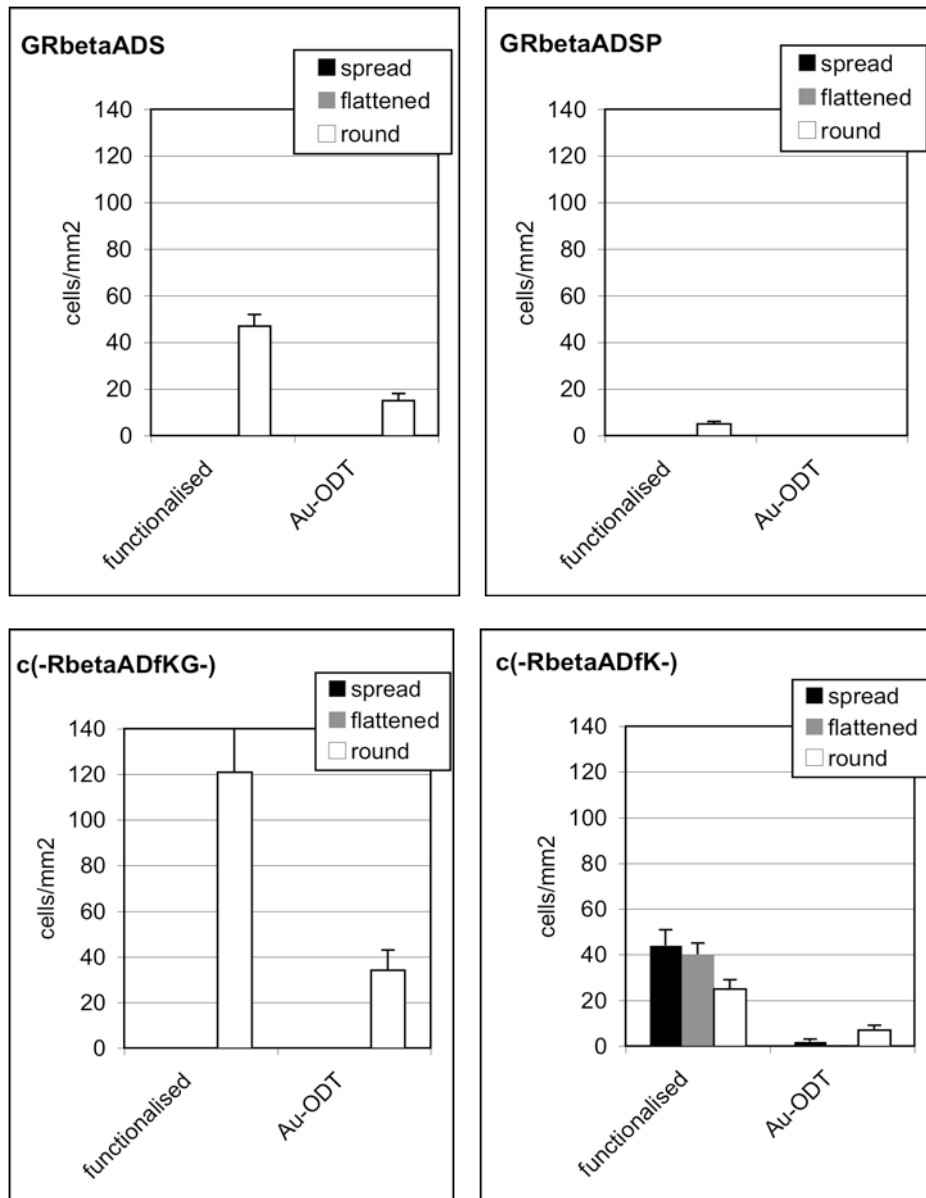 GRbetaADS
spread
flattened
round
140
120
100
80
60
40
20
0
cells/mm2
functionalised
Au-ODT
GRbetaADSP
spread
flattened
round
140
120
100
80
60
40
20
0
cells/mm2
functionalised
Au-ODT
c(-RbetaADfKG-)
spread
flattened
round
140
120
100
80
60
40
20
0
cells/mm2
functionalised
Au-ODT
c(-RbetaADfK-)
spread
flattened
round
140
120
100
80
60
40
20
0
cells/mm2
functionalised
Au-ODT